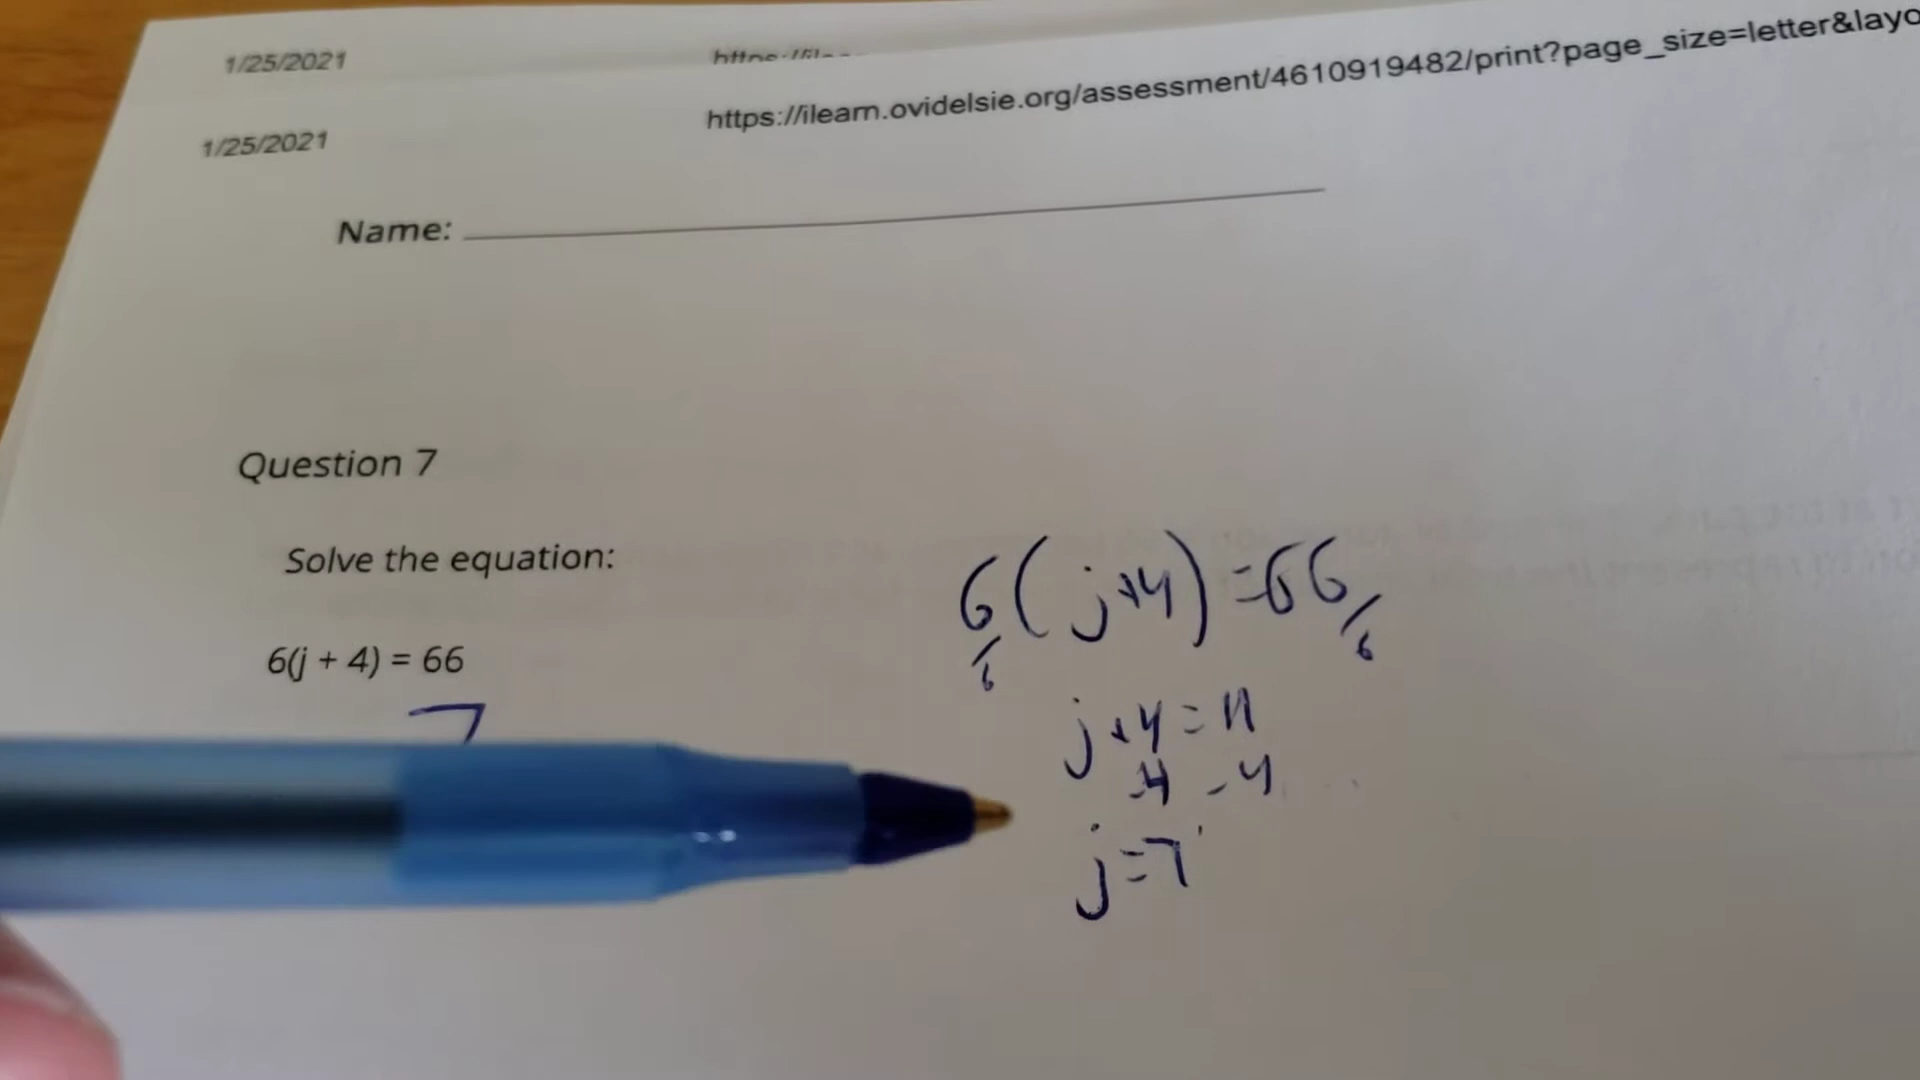 1/25/2021
1/25/2021 https://ilearn.ovidelsie.org/assessment/4610919482/print?page_size=letter&layo
Name:
Question 7
Solve the equation:
6(j + 4) = 66
7
6(j+4)=66
/6 /6
j+4=11
-4 -4
j=7